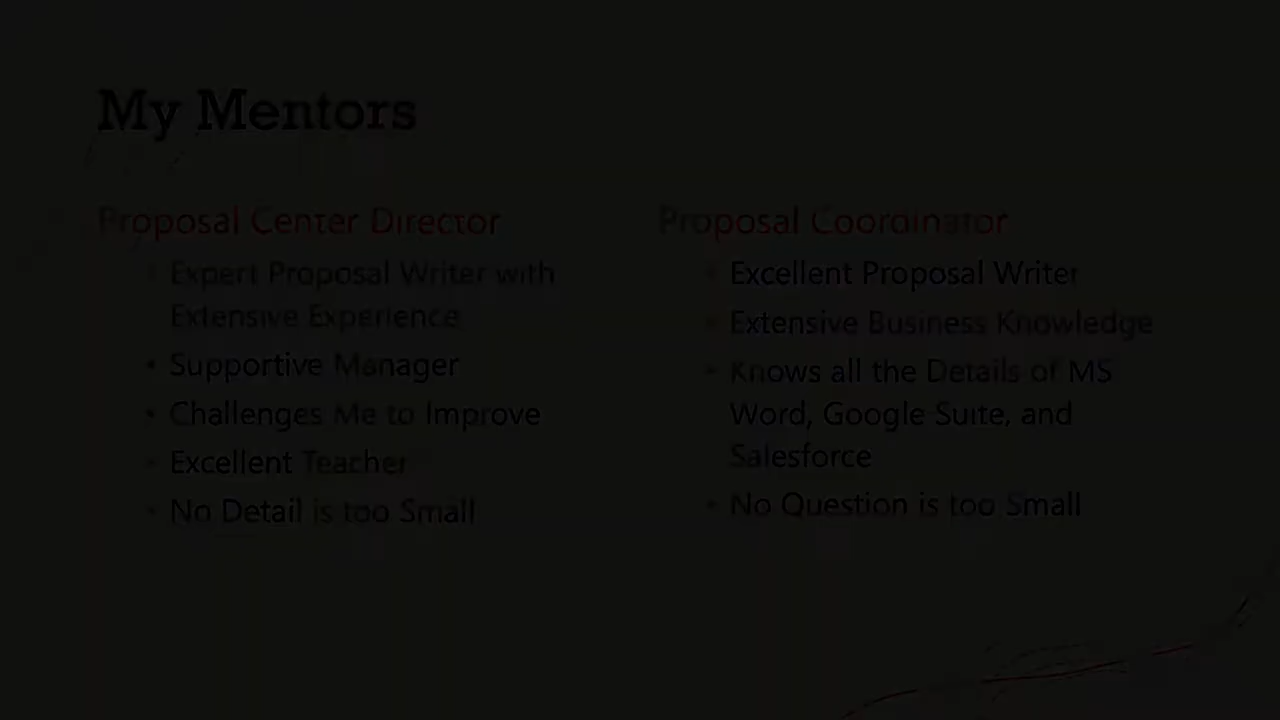 My Mentors
Proposal Center Director
• Expert Proposal Writer with
Extensive Experience
• Supportive Manager
• Challenges Me to Improve
• Excellent Teacher
• No Detail is too Small
Proposal Coordinator
• Excellent Proposal Writer
• Extensive Business Knowledge
• Knows all the Details of MS
Word, Google Suite, and
Salesforce
• No Question is too Small